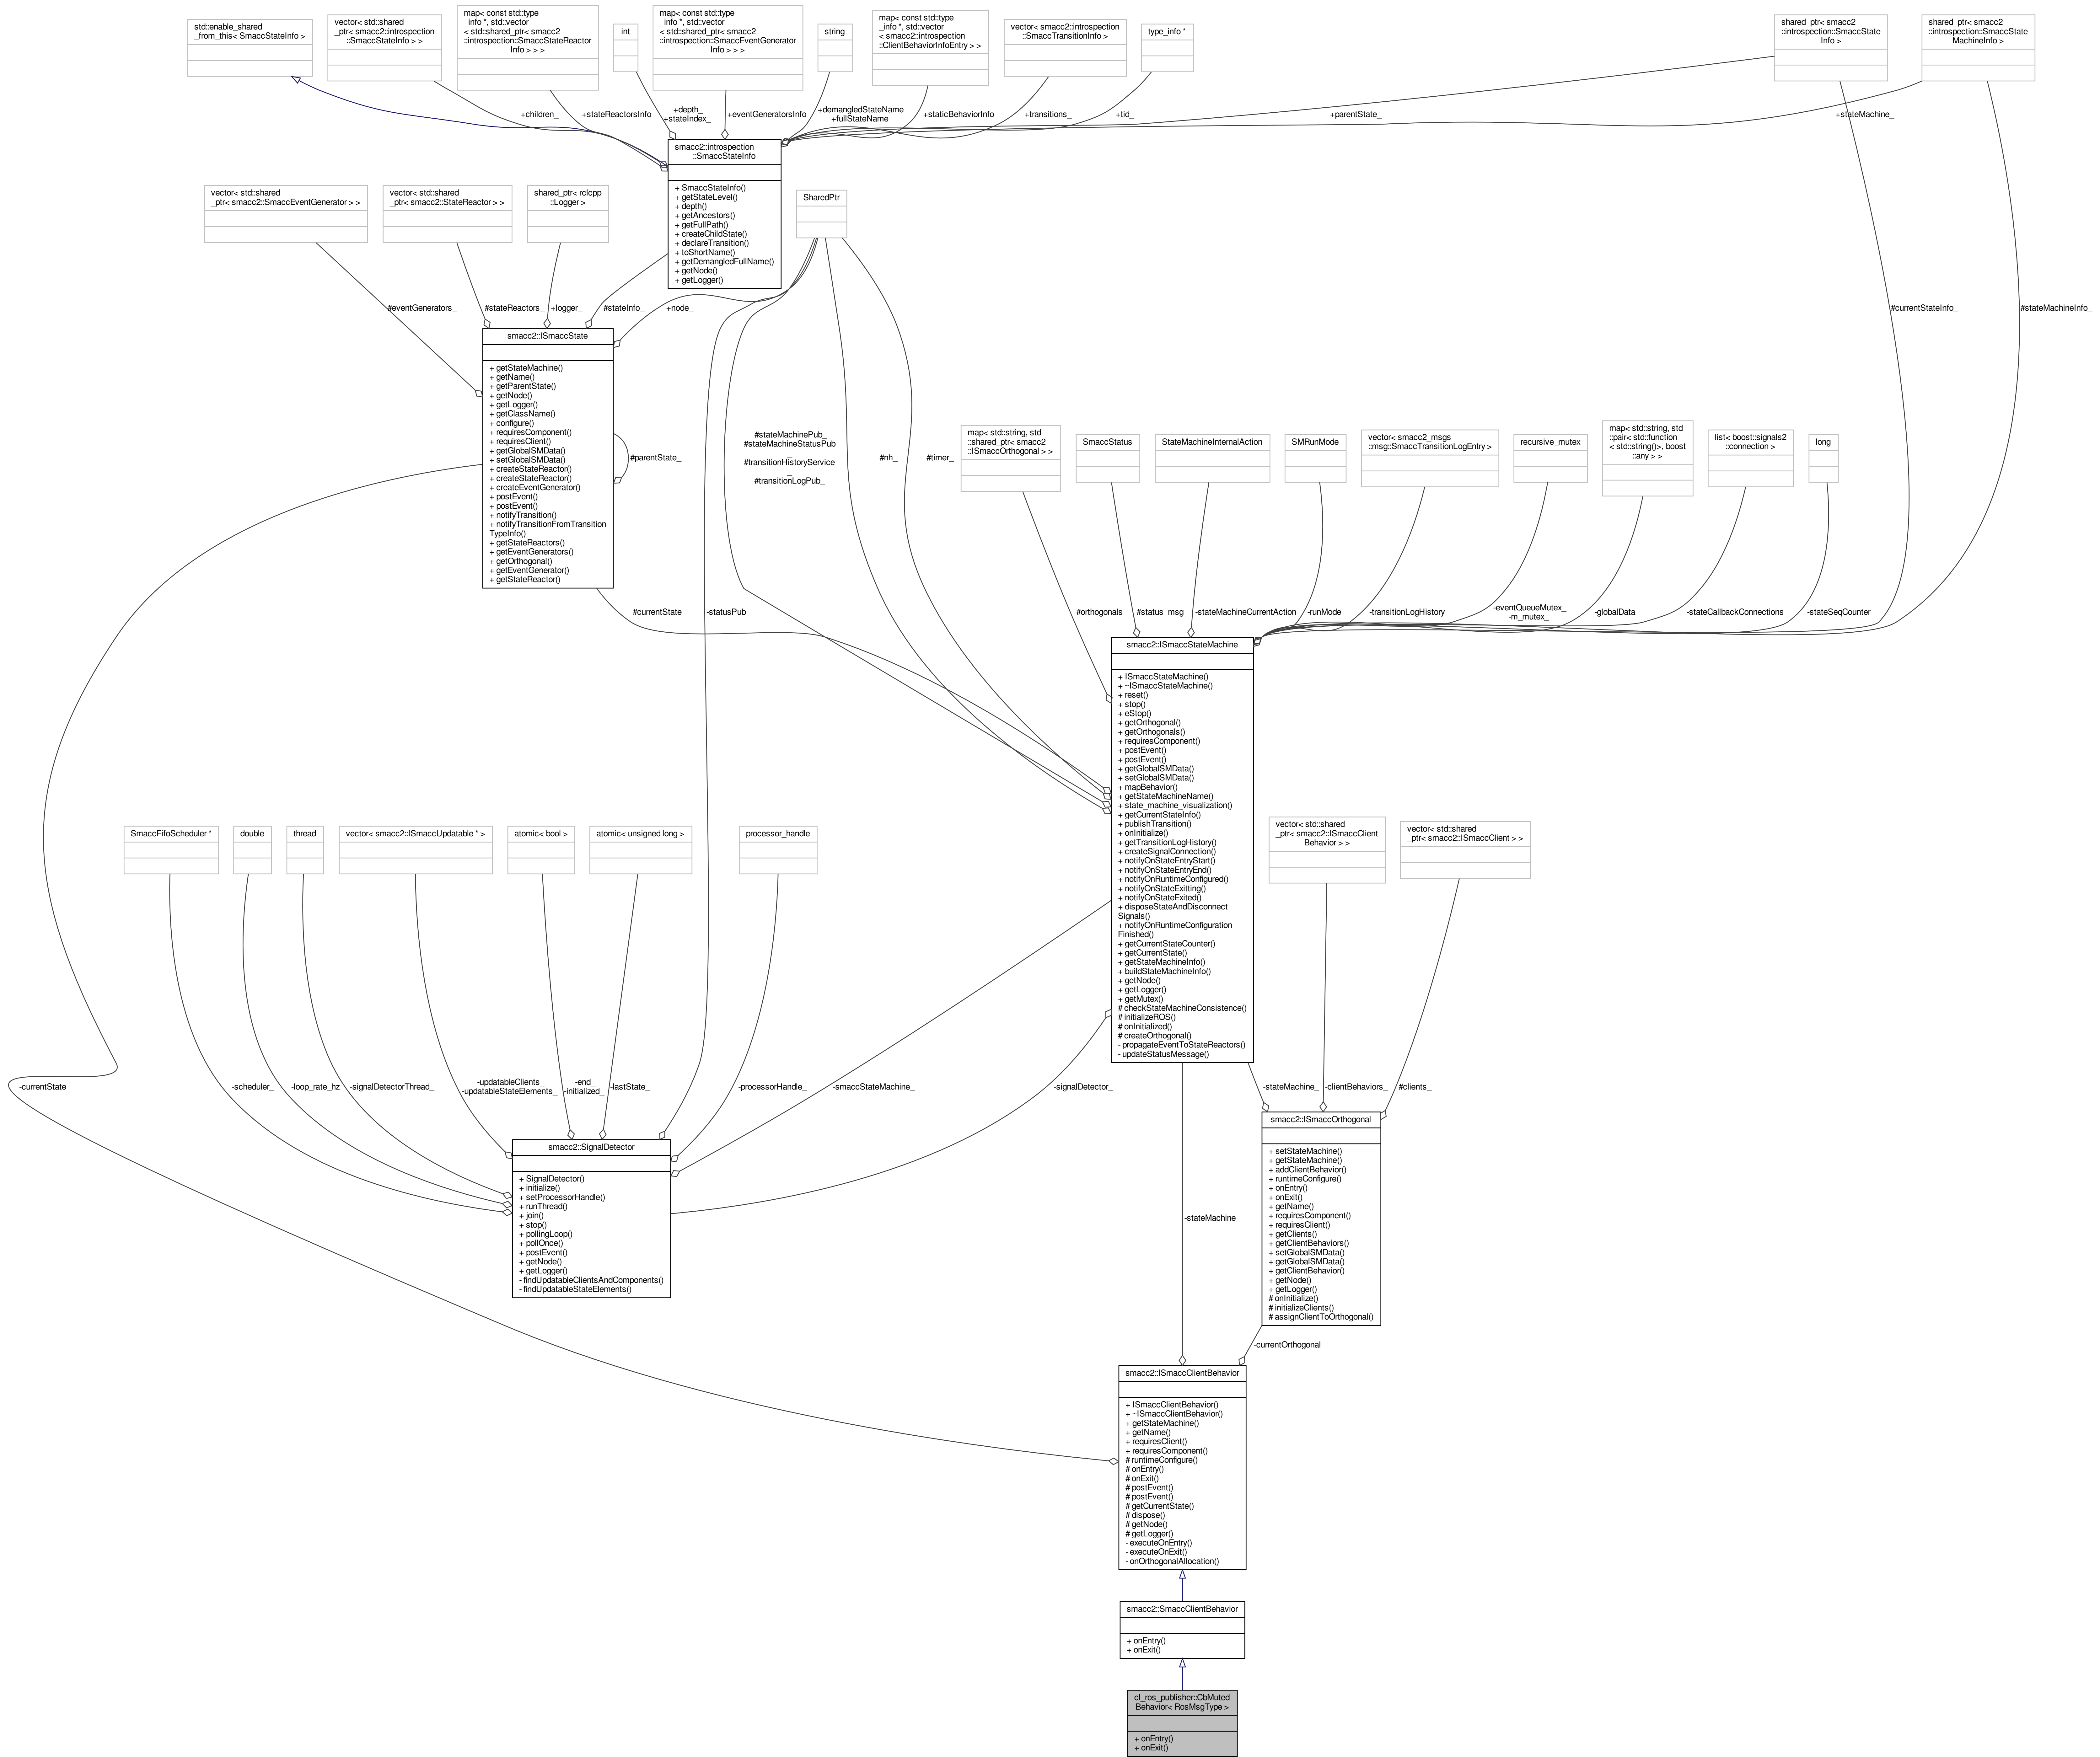 std::enable_shared
_from_this< SmaccStateInfo >
vector< std::shared
_ptr< smacc2::introspection
::SmaccStateInfo > >
map< const std::type
_info *, std::vector
< std::shared_ptr< smacc2
::introspection::SmaccStateReactor
Info > > >
int
map< const std::type
_info *, std::vector
< std::shared_ptr< smacc2
::introspection::SmaccEventGenerator
Info > > >
string
map< const std::type
_info *, std::vector
< smacc2::introspection
::ClientBehaviorInfoEntry > >
vector< smacc2::introspection
::SmaccTransitionInfo >
type_info *
shared_ptr< smacc2
::introspection::SmaccState
Info >
shared_ptr< smacc2
::introspection::SmaccState
MachineInfo >
+children_
+stateReactorsInfo
+depth_
+stateIndex_
+eventGeneratorsInfo
+demangledStateName
+fullStateName
+staticBehaviorInfo
+transitions_
+tid_
+parentState_
+stateMachine_
smacc2::introspection
::SmaccStateInfo
+ SmaccStateInfo()
+ getStateLevel()
+ depth()
+ getAncestors()
+ getFullPath()
+ createChildState()
+ declareTransition()
+ toShortName()
+ getDemangledFullName()
+ getNode()
+ getLogger()
vector< std::shared
_ptr< smacc2::SmaccEventGenerator > >
vector< std::shared
_ptr< smacc2::StateReactor > >
shared_ptr< rclcpp
::Logger >
SharedPtr
#eventGenerators_
#stateReactors_
+logger_
#stateInfo_
+node_
#currentStateInfo_
#stateMachineInfo_
smacc2::ISmaccState
+ getStateMachine()
+ getName()
+ getParentState()
+ getNode()
+ getLogger()
+ getClassName()
+ configure()
+ requiresComponent()
+ requiresClient()
+ getGlobalSMData()
+ setGlobalSMData()
+ createStateReactor()
+ createStateReactor()
+ createEventGenerator()
+ postEvent()
+ postEvent()
+ notifyTransition()
+ notifyTransitionFromTransition
TypeInfo()
+ getStateReactors()
+ getEventGenerators()
+ getOrthogonal()
+ getEventGenerator()
+ getStateReactor()
#parentState_
#stateMachinePub_
#stateMachineStatusPub
_
#transitionHistoryService
_
#transitionLogPub_
#nh_
#timer_
map< std::string, std
::shared_ptr< smacc2
::ISmaccOrthogonal > >
SmaccStatus
StateMachineInternalAction
SMRunMode
vector< smacc2_msgs
::msg::SmaccTransitionLogEntry >
recursive_mutex
map< std::string, std
::pair< std::function
< std::string()>, boost
::any > >
list< boost::signals2
::connection >
long
#currentState_
-statusPub_
#orthogonals_
#status_msg_
-stateMachineCurrentAction
-runMode_
-transitionLogHistory_
-eventQueueMutex_
-m_mutex_
-globalData_
-stateCallbackConnections
-stateSeqCounter_
smacc2::ISmaccStateMachine
+ ISmaccStateMachine()
+ ~ISmaccStateMachine()
+ reset()
+ stop()
+ eStop()
+ getOrthogonal()
+ getOrthogonals()
+ requiresComponent()
+ postEvent()
+ postEvent()
+ getGlobalSMData()
+ setGlobalSMData()
+ mapBehavior()
+ getStateMachineName()
+ state_machine_visualization()
+ getCurrentStateInfo()
+ publishTransition()
+ onInitialize()
+ getTransitionLogHistory()
+ createSignalConnection()
+ notifyOnStateEntryStart()
+ notifyOnStateEntryEnd()
+ notifyOnRuntimeConfigured()
+ notifyOnStateExitting()
+ notifyOnStateExited()
+ disposeStateAndDisconnect
Signals()
+ notifyOnRuntimeConfiguration
Finished()
+ getCurrentStateCounter()
+ getCurrentState()
+ getStateMachineInfo()
+ buildStateMachineInfo()
+ getNode()
+ getLogger()
+ getMutex()
# checkStateMachineConsistence()
# initializeROS()
# onInitialized()
# createOrthogonal()
- propagateEventToStateReactors()
- updateStatusMessage()
SmaccFifoScheduler *
double
thread
vector< smacc2::ISmaccUpdatable * >
atomic< bool >
atomic< unsigned long >
processor_handle
vector< std::shared
_ptr< smacc2::ISmaccClient
Behavior > >
vector< std::shared
_ptr< smacc2::ISmaccClient > >
-currentState
-scheduler_
-loop_rate_hz
-signalDetectorThread_
-updatableClients_
-updatableStateElements_
-end_
-initialized_
-lastState_
-processorHandle_
-smaccStateMachine_
-signalDetector_
-stateMachine_
-clientBehaviors_
#clients_
smacc2::SignalDetector
+ SignalDetector()
+ initialize()
+ setProcessorHandle()
+ runThread()
+ join()
+ stop()
+ pollingLoop()
+ pollOnce()
+ postEvent()
+ getNode()
+ getLogger()
- findUpdatableClientsAndComponents()
- findUpdatableStateElements()
smacc2::ISmaccOrthogonal
+ setStateMachine()
+ getStateMachine()
+ addClientBehavior()
+ runtimeConfigure()
+ onEntry()
+ onExit()
+ getName()
+ requiresComponent()
+ requiresClient()
+ getClients()
+ getClientBehaviors()
+ setGlobalSMData()
+ getGlobalSMData()
+ getClientBehavior()
+ getNode()
+ getLogger()
# onInitialize()
# initializeClients()
# assignClientToOrthogonal()
-stateMachine_
-currentOrthogonal
smacc2::ISmaccClientBehavior
+ ISmaccClientBehavior()
+ ~ISmaccClientBehavior()
+ getStateMachine()
+ getName()
+ requiresClient()
+ requiresComponent()
# runtimeConfigure()
# onEntry()
# onExit()
# postEvent()
# postEvent()
# getCurrentState()
# dispose()
# getNode()
# getLogger()
- executeOnEntry()
- executeOnExit()
- onOrthogonalAllocation()
smacc2::SmaccClientBehavior
+ onEntry()
+ onExit()
cl_ros_publisher::CbMuted
Behavior< RosMsgType >
+ onEntry()
+ onExit()